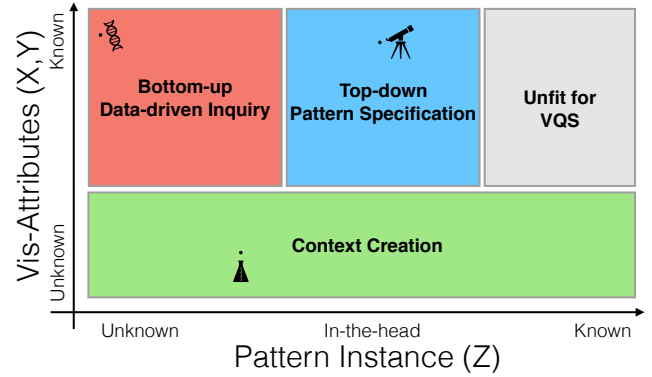 Vis-Attributes (X,Y)
Known
Unknown
Bottom-up
Data-driven Inquiry
Top-down
Pattern Specification
Unfit for
VQS
Context Creation
Unknown
In-the-head
Known
Pattern Instance (Z)